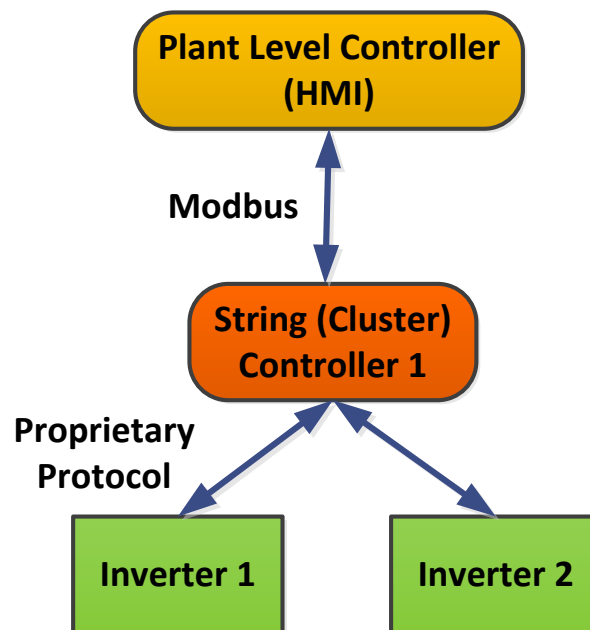 Plant Level Controller
(HMI)
Modbus
String (Cluster)
Controller 1
Proprietary
Protocol
Inverter 1
Inverter 2